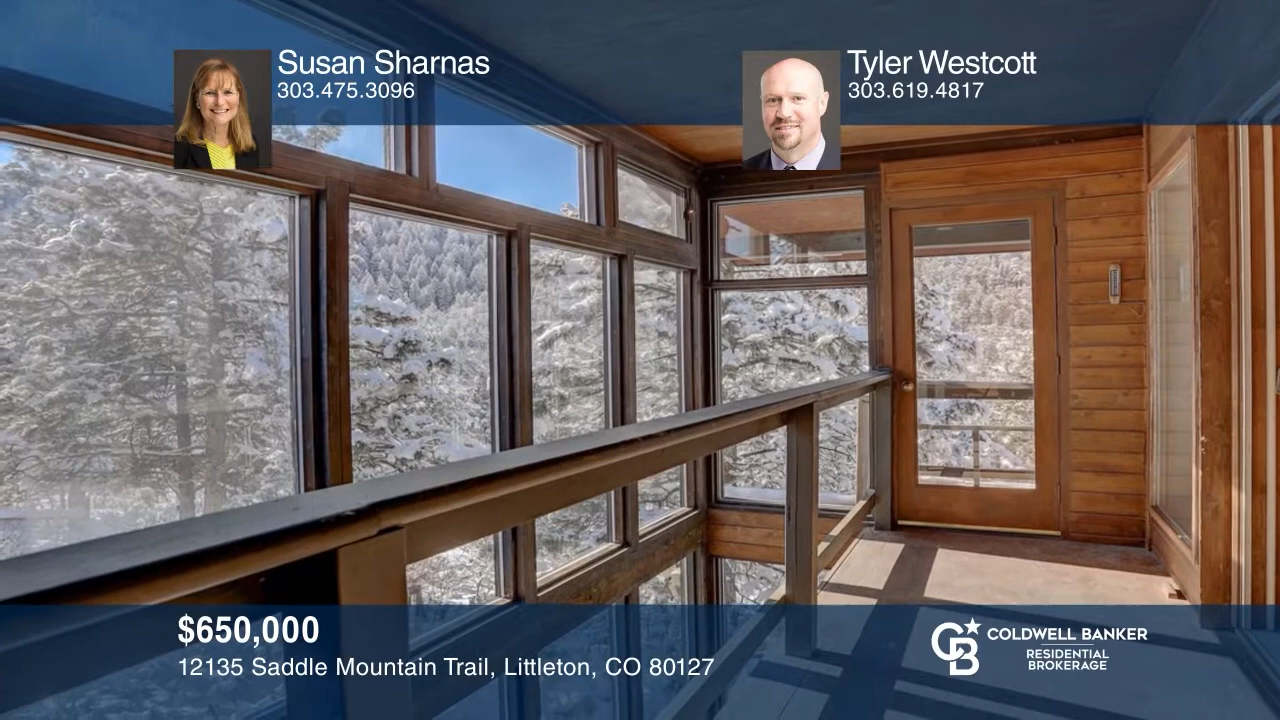 Susan Sharnas
303.475.3096
Tyler Westcott
303.619.4817
$650,000
12135 Saddle Mountain Trail, Littleton, CO 80127
CB
COLDWELL BANKER
RESIDENTIAL
BROKERAGE